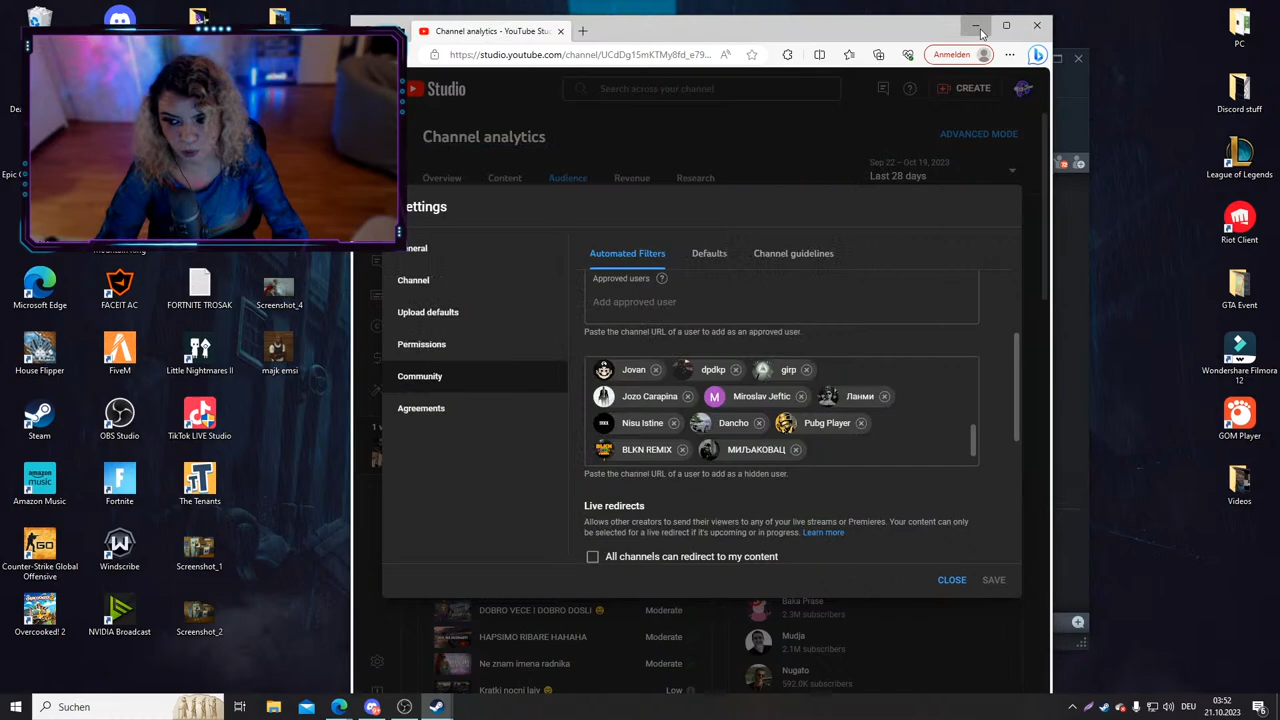 Channel analytics - YouTube Stu
https://studio.youtube.com/channel/UCdDg15mKTMy8fd_e79...
Anmelden
Studio
Search across your channel
CREATE
Channel analytics
ADVANCED MODE
Overview
Content
Audience
Revenue
Research
Sep 22 – Oct 19, 2023
Last 28 days
ettings
General
Channel
Upload defaults
Permissions
Community
Agreements
Automated Filters
Defaults
Channel guidelines
Approved users
Add approved user
Paste the channel URL of a user to add as an approved user.
Jovan
dpdkp
girp
Jozo Carapina
M
Miroslav Jeftic
Ланми
Nisu Istine
Dancho
Pubg Player
BLKN REMIX
МИЉАКОВАЦ
Paste the channel URL of a user to add as a hidden user.
Live redirects
Allows other creators to send their viewers to any of your live streams or Premieres. Your content can only
be selected for a live redirect if it's upcoming or in progress. Learn more
All channels can redirect to my content
CLOSE
SAVE
DOBRO VECE I DOBRO DOSLI
Moderate
HAPSIMO RIBARE HAHAHA
Moderate
Ne znam imena radnika
Moderate
Kratki nocni lajv
Low
Baka Prase
2.3M subscribers
Mudja
2.1M subscribers
Nugato
592.0K subscribers
Microsoft Edge
FACEIT AC
FORTNITE TROSAK
Screenshot_4
House Flipper
FiveM
Little Nightmares II
majk emsi
Steam
OBS Studio
TikTok LIVE Studio
Amazon Music
Fortnite
The Tenants
Counter-Strike Global
Offensive
Windscribe
Screenshot_1
Overcooked! 2
NVIDIA Broadcast
Screenshot_2
PC
Discord stuff
League of Legends
Riot Client
GTA Event
Wondershare Filmora
12
GOM Player
Videos
Suchen
DEU
03:52
21.10.2023